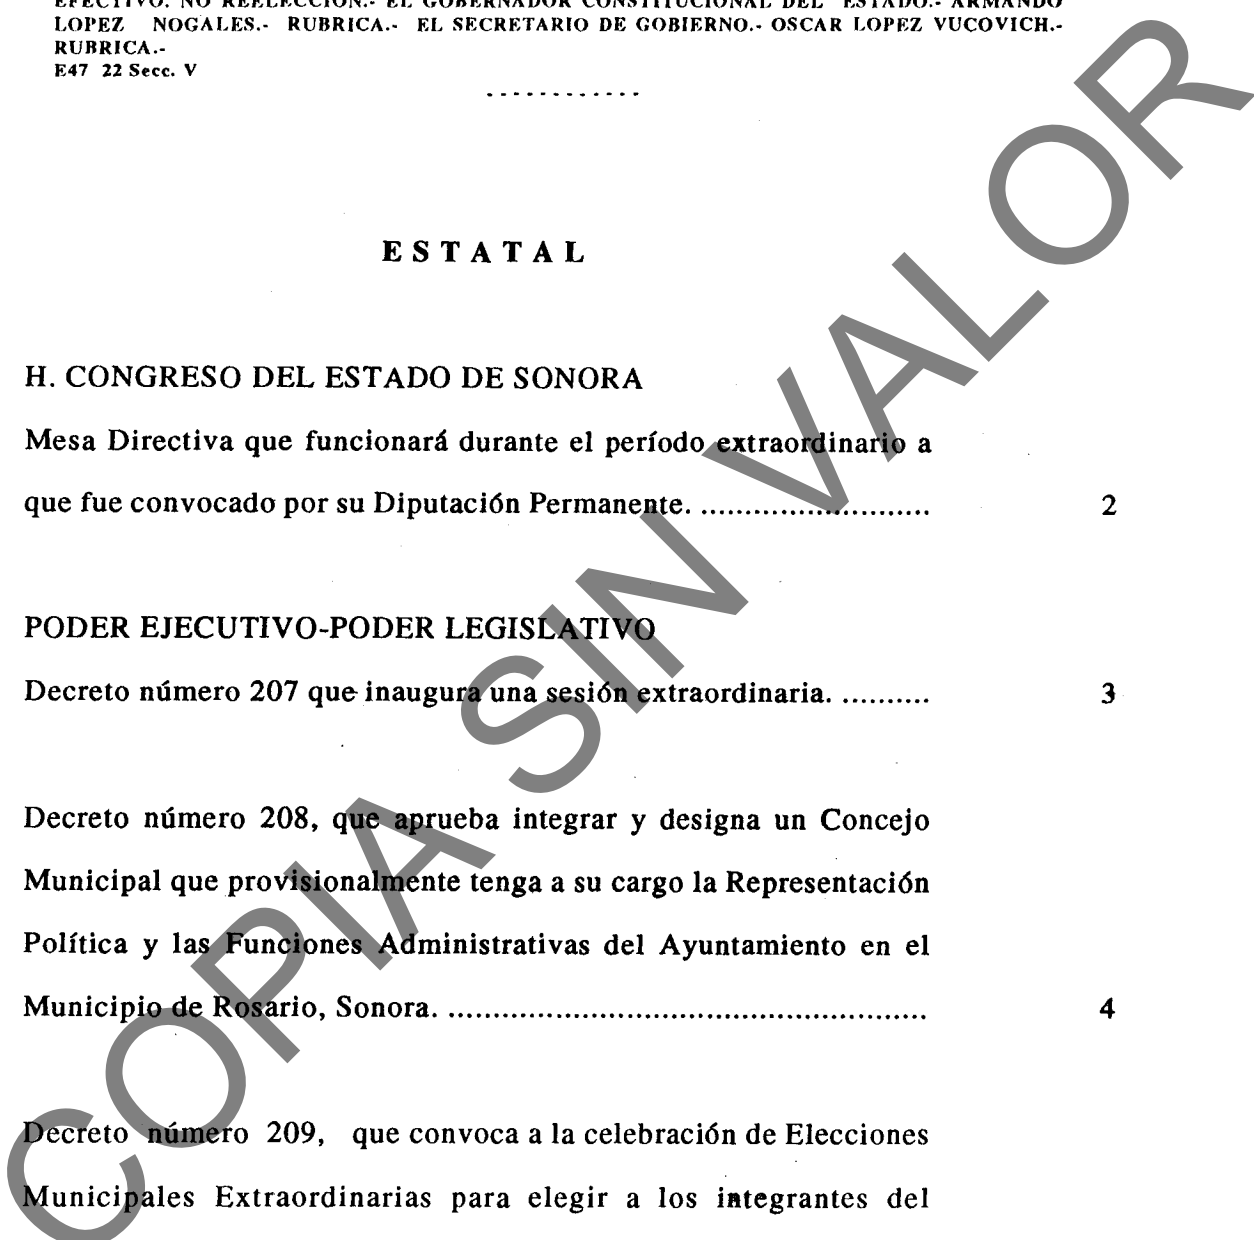 EFECTIVO. NO REELECCION.- EL GOBERNADOR CONSTITUCIONAL DEL ESTADO.- ARMANDO
LOPEZ NOGALES.- RUBRICA.- EL SECRETARIO DE GOBIERNO.- OSCAR LOPEZ VUCOVICH.-
RUBRICA.-
E47 22 Secc. V
- - - - - - - - - - - -
E S T A T A L
H. CONGRESO DEL ESTADO DE SONORA
Mesa Directiva que funcionará durante el período extraordinario a
que fue convocado por su Diputación Permanente. .......................... 2
PODER EJECUTIVO-PODER LEGISLATIVO
Decreto número 207 que inaugura una sesión extraordinaria. .......... 3
Decreto número 208, que aprueba integrar y designa un Concejo
Municipal que provisionalmente tenga a su cargo la Representación
Política y las Funciones Administrativas del Ayuntamiento en el
Municipio de Rosario, Sonora. ...................................................... 4
Decreto número 209, que convoca a la celebración de Elecciones
Municipales Extraordinarias para elegir a los integrantes del
COPIA SIN VALOR